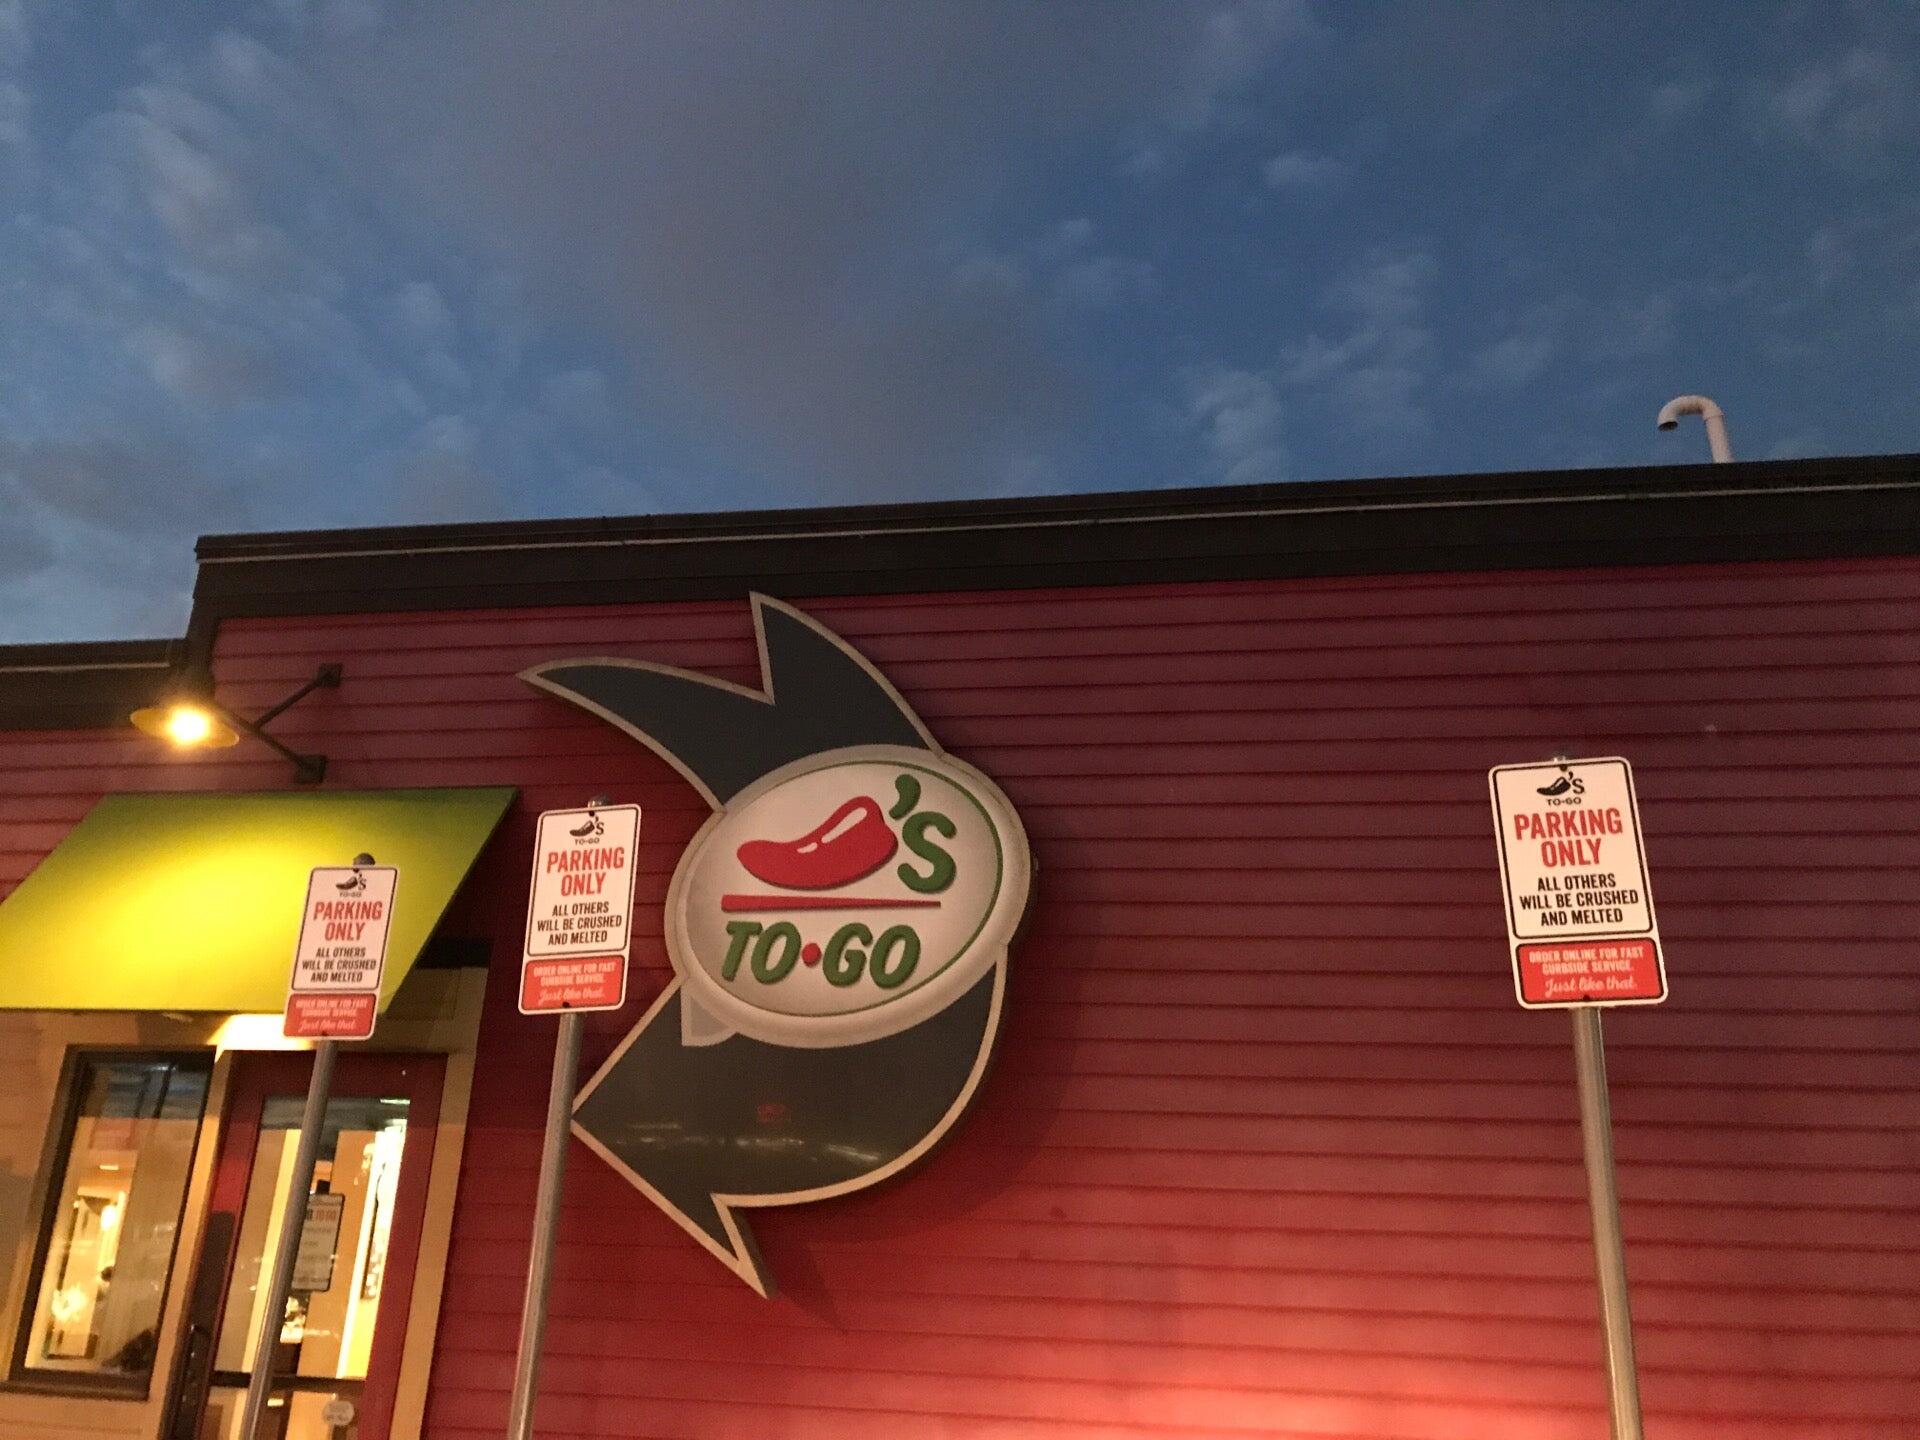 'S
TO•GO
'S
TO-GO
PARKING
ONLY
ALL OTHERS
WILL BE CRUSHED
AND MELTED
ORDER ONLINE FOR FAST
CURBSIDE SERVICE.
Just like that.
'S
TO-GO
PARKING
ONLY
ALL OTHERS
WILL BE CRUSHED
AND MELTED
ORDER ONLINE FOR FAST
CURBSIDE SERVICE.
Just like that.
'S
TO-GO
PARKING
ONLY
ALL OTHERS
WILL BE CRUSHED
AND MELTED
ORDER ONLINE FOR FAST
CURBSIDE SERVICE.
Just like that.